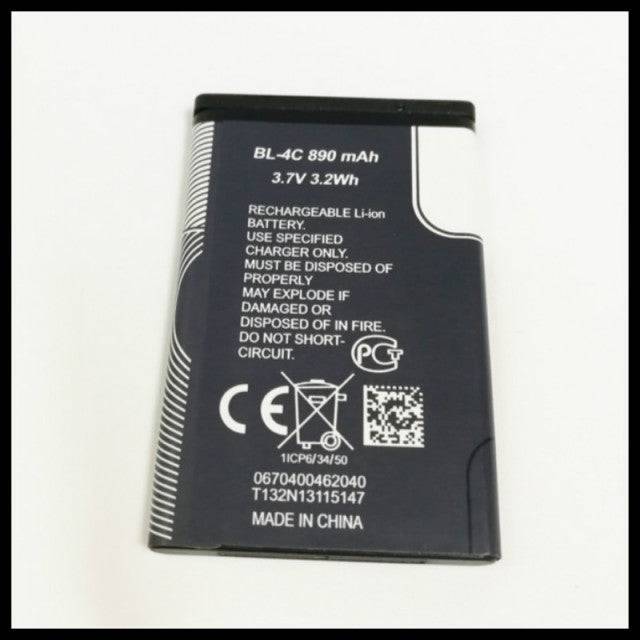 BL-4C 890 mAh
3.7V 3.2Wh
RECHARGEABLE Li-ion
BATTERY.
USE SPECIFIED
CHARGER ONLY.
MUST BE DISPOSED OF
PROPERLY
MAY EXPLODE IF
DAMAGED OR
DISPOSED OF IN FIRE.
DO NOT SHORT-
CIRCUIT.
PCT
CE
1ICP6/34/50
0670400462040
T132N13115147
MADE IN CHINA